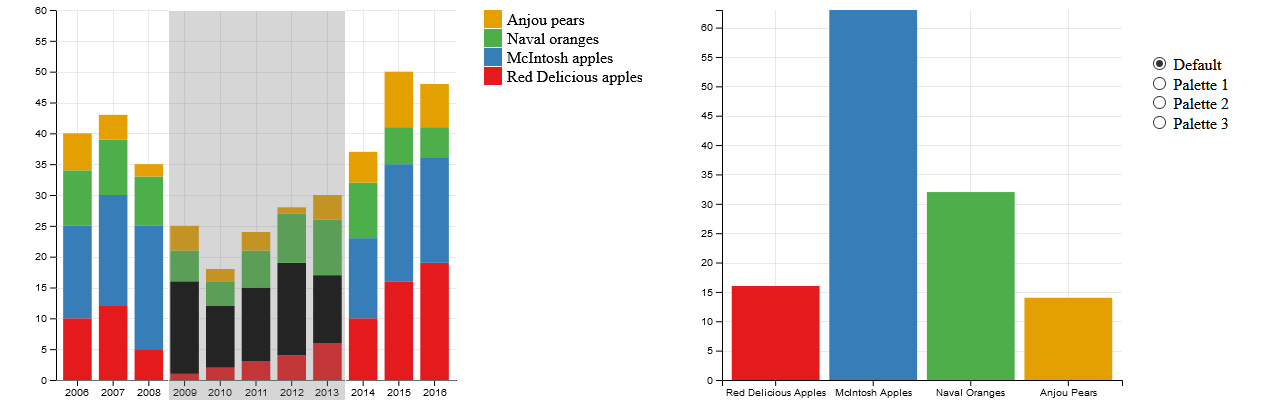 60
55
50
45
40
35
30
25
20
15
10
5
0
2006 2007 2008 2009 2010 2011 2012 2013 2014 2015 2016
Anjou pears
Naval oranges
McIntosh apples
Red Delicious apples
60
55
50
45
40
35
30
25
20
15
10
5
0
Red Delicious Apples McIntosh Apples Naval Oranges Anjou Pears
Default
Palette 1
Palette 2
Palette 3